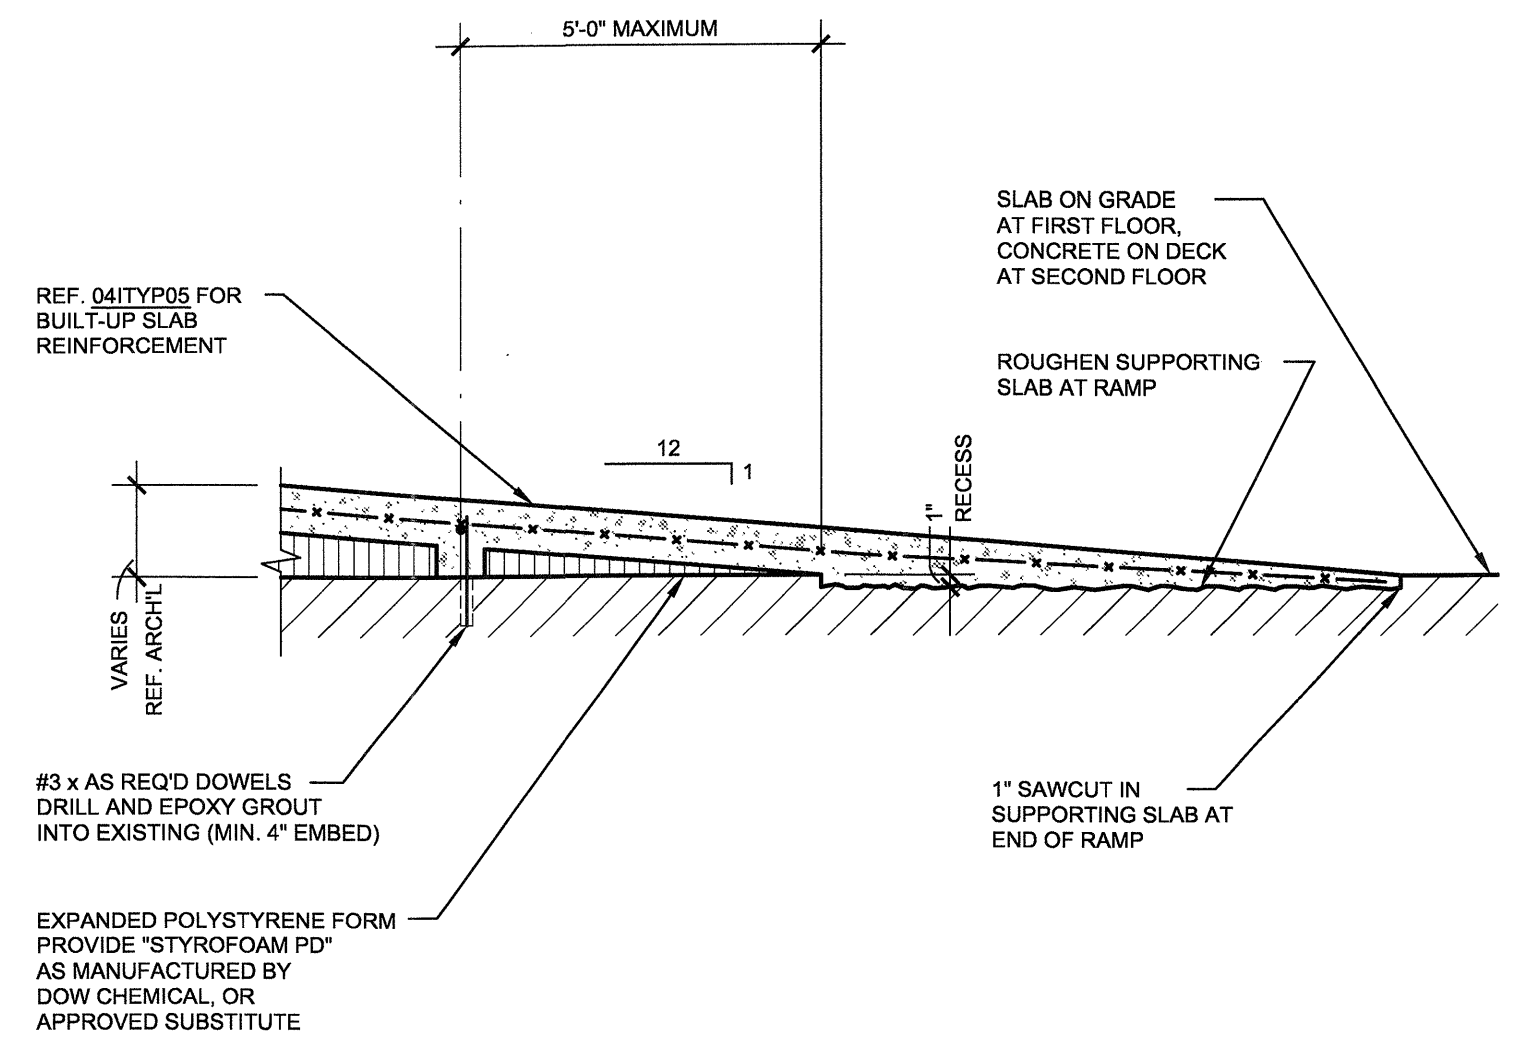 5'-0" MAXIMUM
SLAB ON GRADE
AT FIRST FLOOR,
CONCRETE ON DECK
AT SECOND FLOOR
REF. 04ITYP05 FOR
BUILT-UP SLAB
REINFORCEMENT
ROUGHEN SUPPORTING
SLAB AT RAMP
12
1
1"
RECESS
VARIES
REF. ARCH'L
#3 x AS REQ'D DOWELS
DRILL AND EPOXY GROUT
INTO EXISTING (MIN. 4" EMBED)
1" SAWCUT IN
SUPPORTING SLAB AT
END OF RAMP
EXPANDED POLYSTYRENE FORM
PROVIDE "STYROFOAM PD"
AS MANUFACTURED BY
DOW CHEMICAL, OR
APPROVED SUBSTITUTE